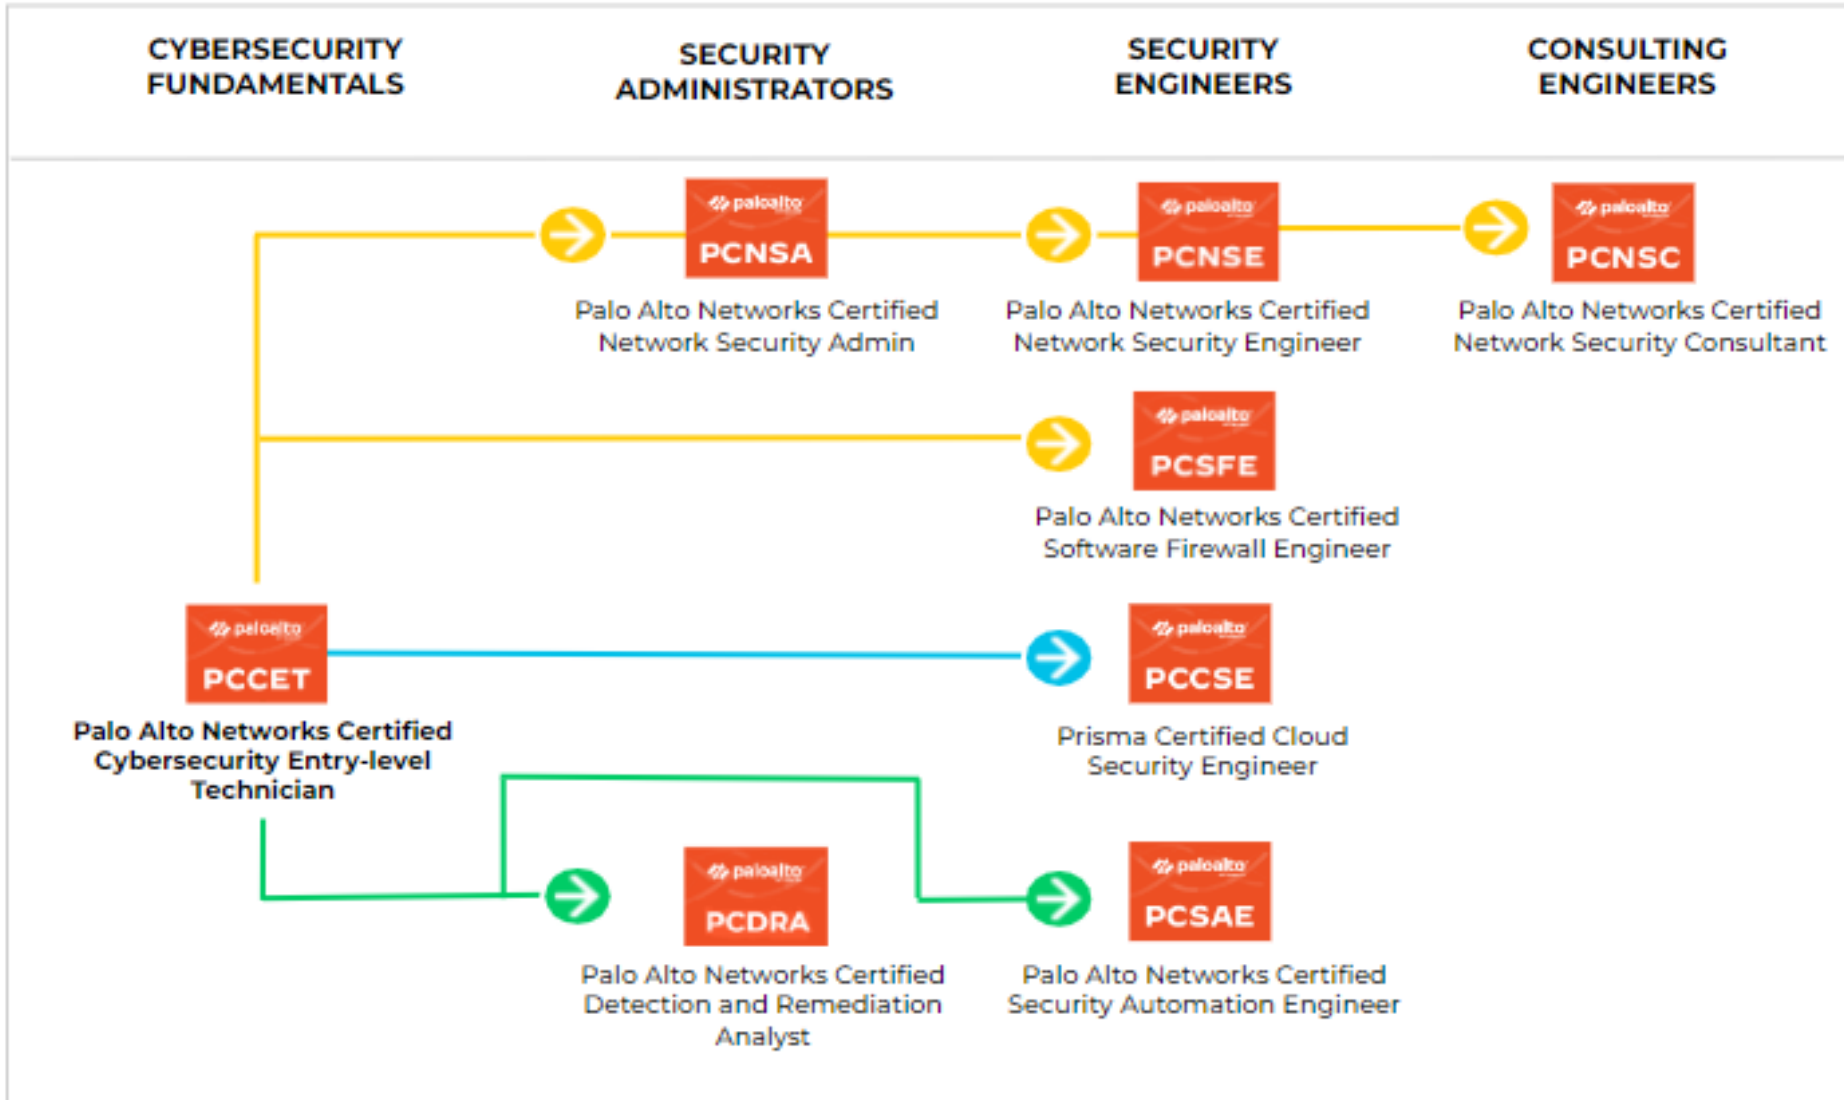 CYBERSECURITY
FUNDAMENTALS
SECURITY
ADMINISTRATORS
SECURITY
ENGINEERS
CONSULTING
ENGINEERS
paloalto
PCNSA
Palo Alto Networks Certified
Network Security Admin
paloalto
PCNSE
Palo Alto Networks Certified
Network Security Engineer
paloalto
PCNSC
Palo Alto Networks Certified
Network Security Consultant
paloalto
PCSFE
Palo Alto Networks Certified
Software Firewall Engineer
paloalto
PCCET
Palo Alto Networks Certified
Cybersecurity Entry-level
Technician
paloalto
PCCSE
Prisma Certified Cloud
Security Engineer
paloalto
PCDRA
Palo Alto Networks Certified
Detection and Remediation
Analyst
paloalto
PCSAE
Palo Alto Networks Certified
Security Automation Engineer